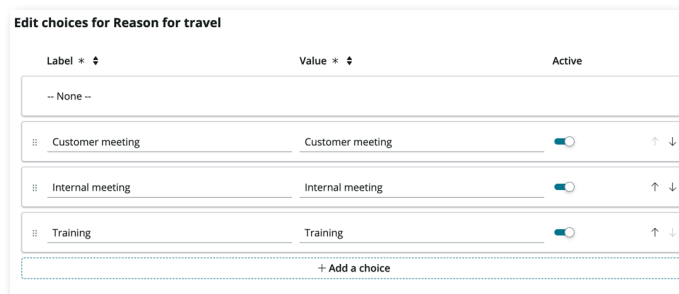 Edit choices for Reason for travel
Label * Value * Active
-- None --
Customer meeting Customer meeting
Internal meeting Internal meeting
Training Training
+ Add a choice